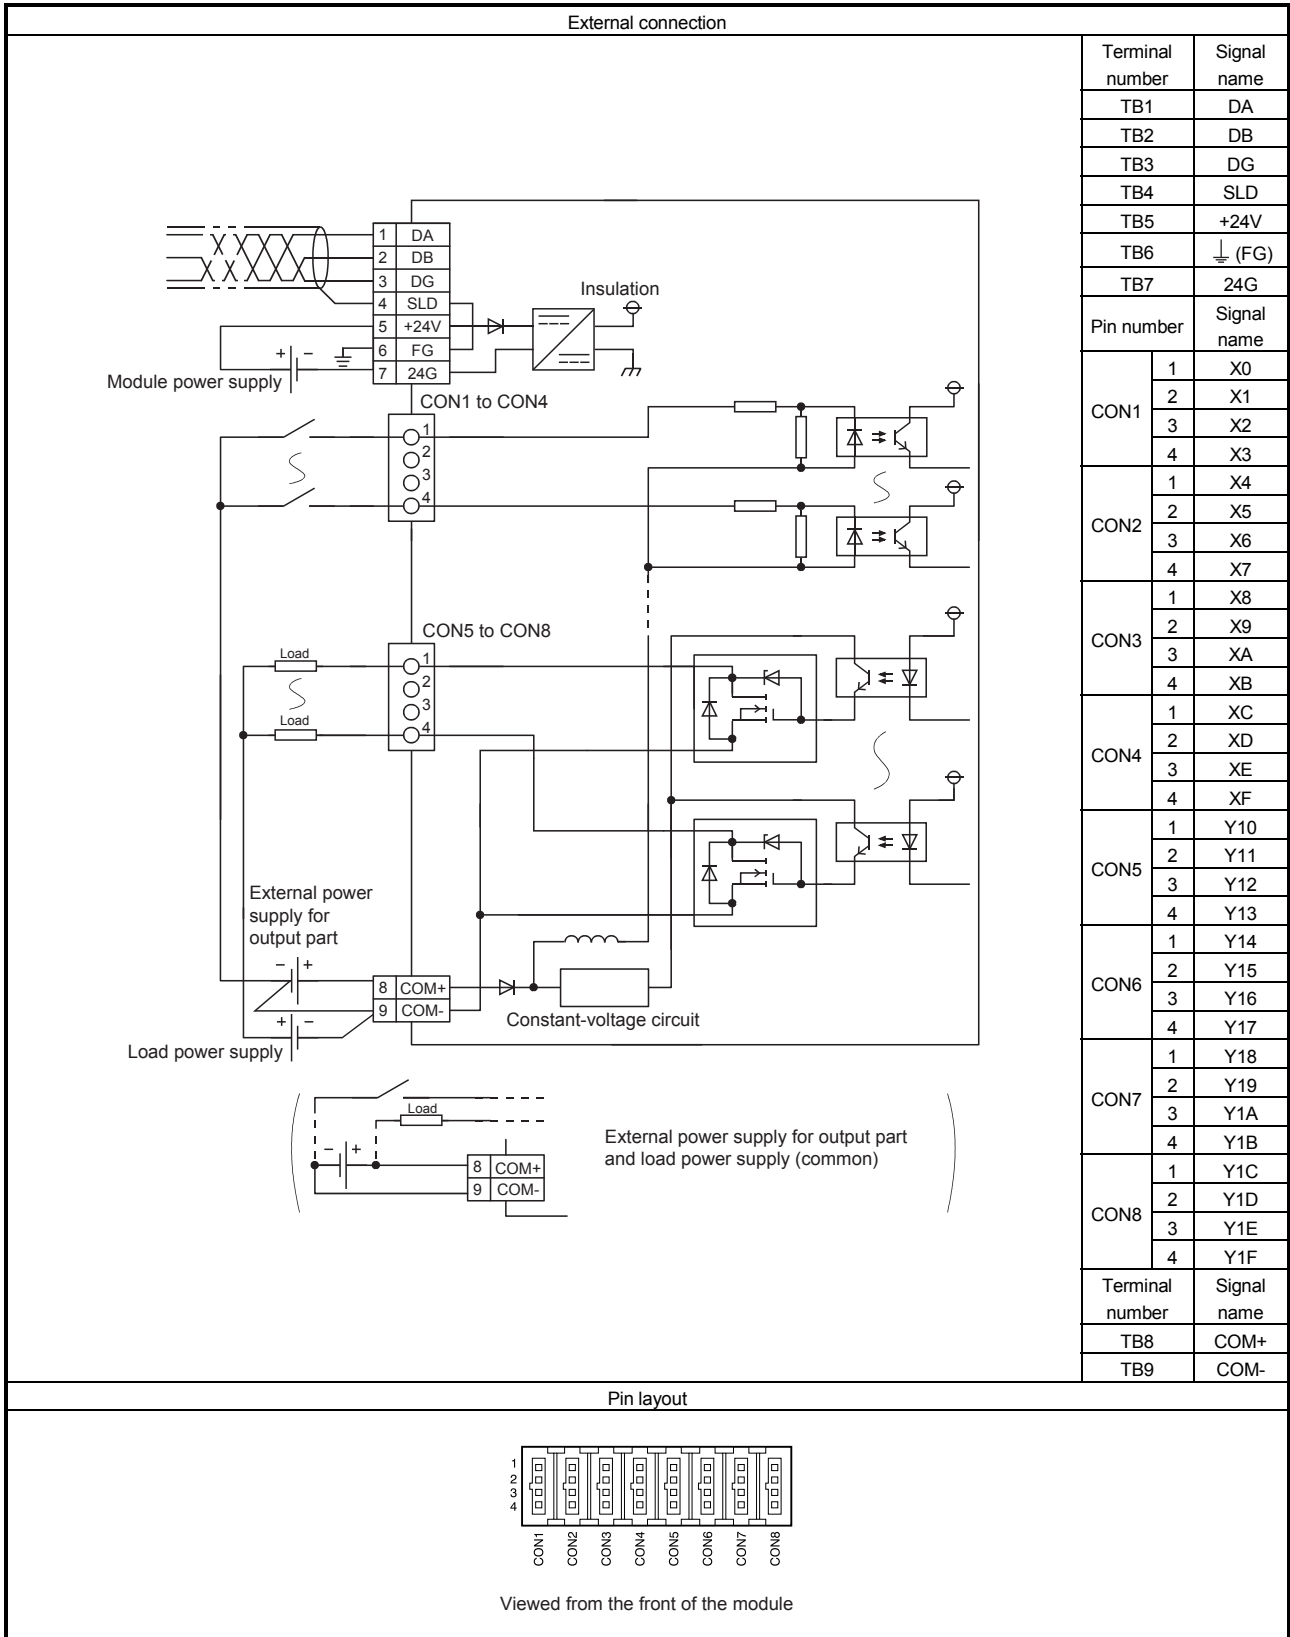 External connection
Terminal number Signal name
TB1 DA
TB2 DB
TB3 DG
TB4 SLD
TB5 +24V
TB6 (FG)
TB7 24G
Pin number Signal name
CON1
1 X0
2 X1
3 X2
4 X3
CON2
1 X4
2 X5
3 X6
4 X7
CON3
1 X8
2 X9
3 XA
4 XB
CON4
1 XC
2 XD
3 XE
4 XF
CON5
1 Y10
2 Y11
3 Y12
4 Y13
CON6
1 Y14
2 Y15
3 Y16
4 Y17
CON7
1 Y18
2 Y19
3 Y1A
4 Y1B
CON8
1 Y1C
2 Y1D
3 Y1E
4 Y1F
Terminal number Signal name
TB8 COM+
TB9 COM-
1 DA
2 DB
3 DG
4 SLD
5 +24V
6 FG
7 24G
Insulation
+ −
Module power supply
CON1 to CON4
1
2
3
4
CON5 to CON8
Load
1
2
3
Load
4
External power
supply for
output part
− +
8 COM+
9 COM-
Constant-voltage circuit
+ −
Load power supply
Load
− +
8 COM+
9 COM-
External power supply for output part
and load power supply (common)
Pin layout
1
2
3
4
CON1
CON2
CON3
CON4
CON5
CON6
CON7
CON8
Viewed from the front of the module